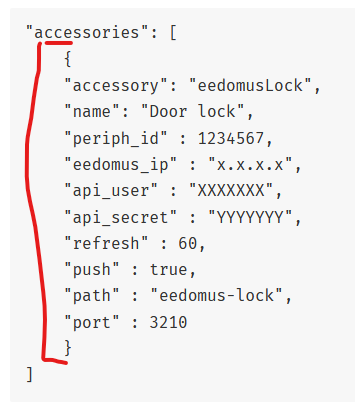 "accessories": [
{
"accessory": "eedomusLock",
"name": "Door lock",
"periph_id" : 1234567,
"eedomus_ip" : "x.x.x.x",
"api_user" : "XXXXXXX",
"api_secret" : "YYYYYYY",
"refresh" : 60,
"push" : true,
"path" : "eedomus-lock",
"port" : 3210
}
]